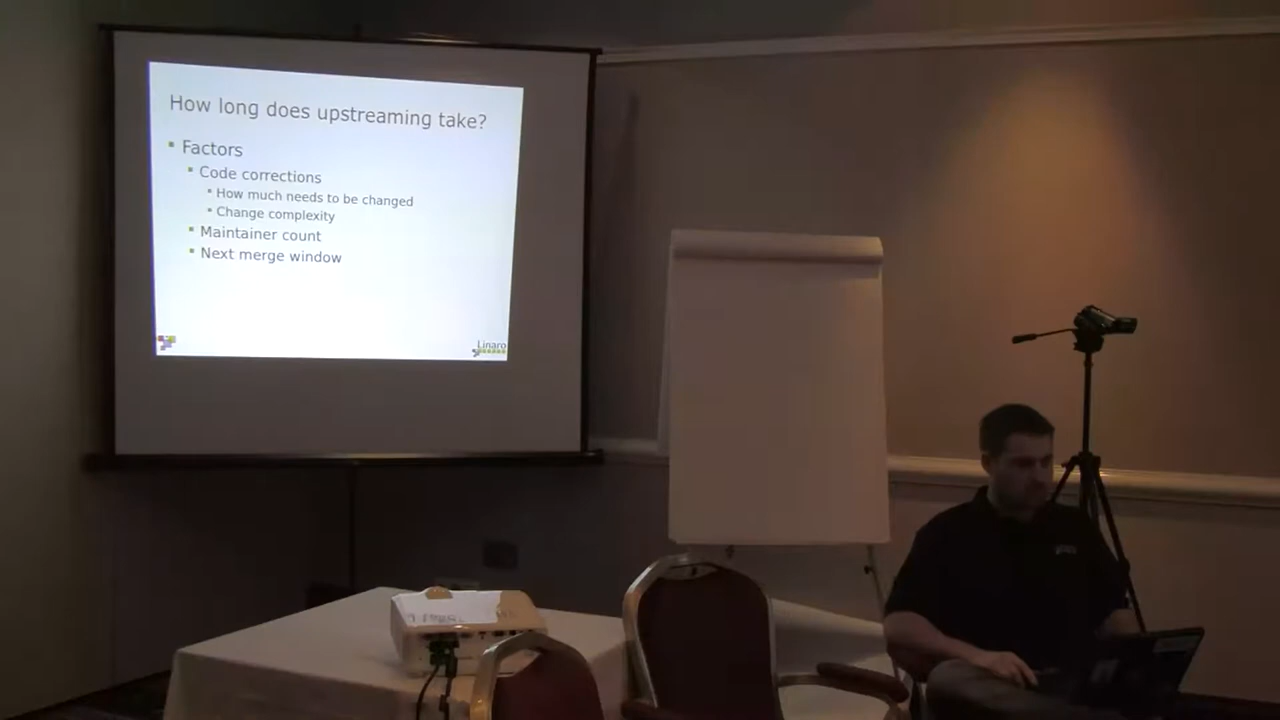 How long does upstreaming take?
Factors
Code corrections
How much needs to be changed
Change complexity
Maintainer count
Next merge window
Linaro